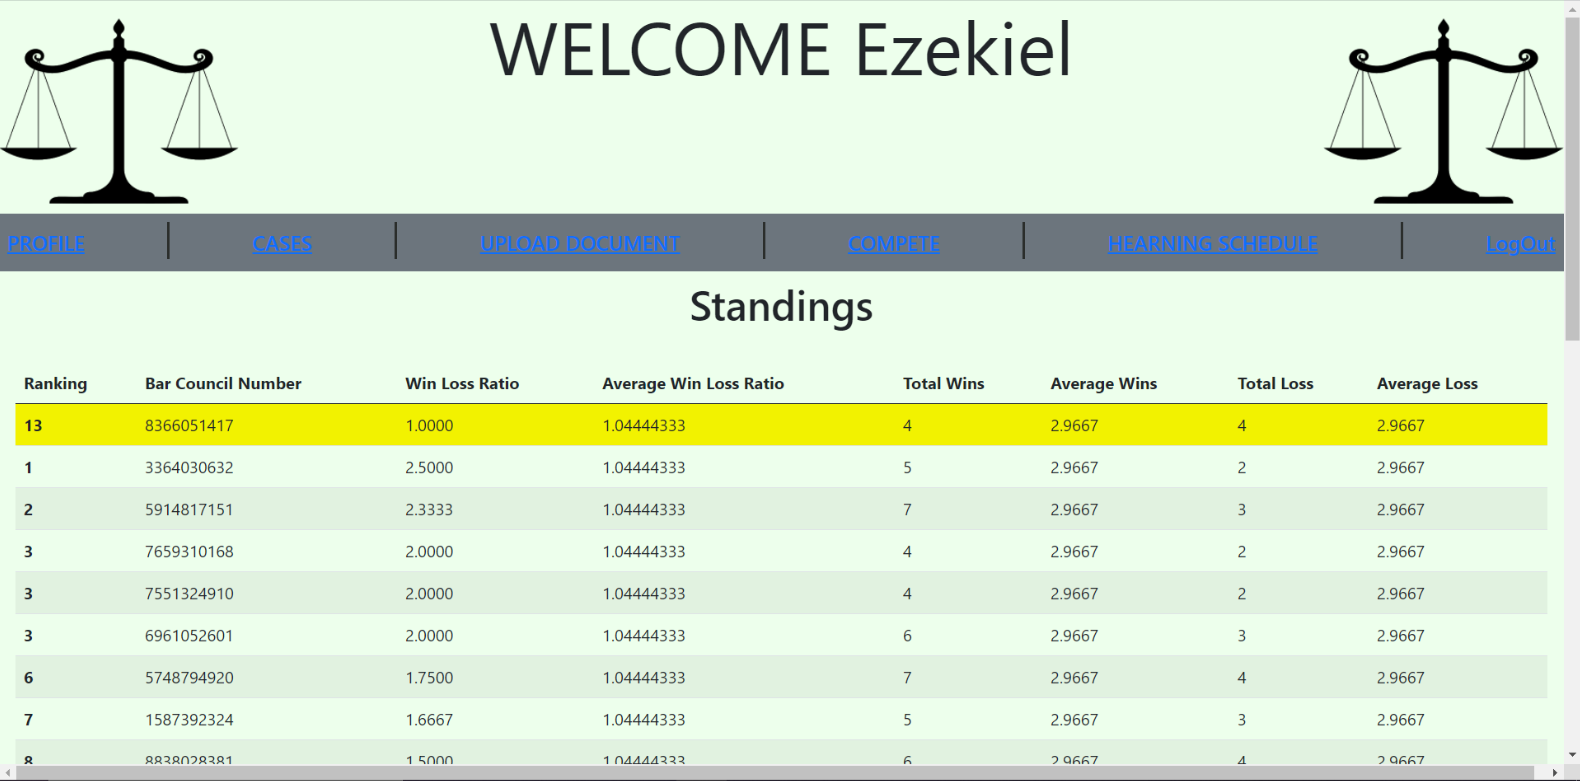 WELCOME Ezekiel
PROFILE CASES UPLOAD DOCUMENT COMPETE HEARNING SCHEDULE LogOut
Standings
Ranking Bar Council Number Win Loss Ratio Average Win Loss Ratio Total Wins Average Wins Total Loss Average Loss
13 8366051417 1.0000 1.04444333 4 2.9667 4 2.9667
1 3364030632 2.5000 1.04444333 5 2.9667 2 2.9667
2 5914817151 2.3333 1.04444333 7 2.9667 3 2.9667
3 7659310168 2.0000 1.04444333 4 2.9667 2 2.9667
3 7551324910 2.0000 1.04444333 4 2.9667 2 2.9667
3 6961052601 2.0000 1.04444333 6 2.9667 3 2.9667
6 5748794920 1.7500 1.04444333 7 2.9667 4 2.9667
7 1587392324 1.6667 1.04444333 5 2.9667 3 2.9667
8 8838028381 1.5000 1.04444333 6 2.9667 4 2.9667